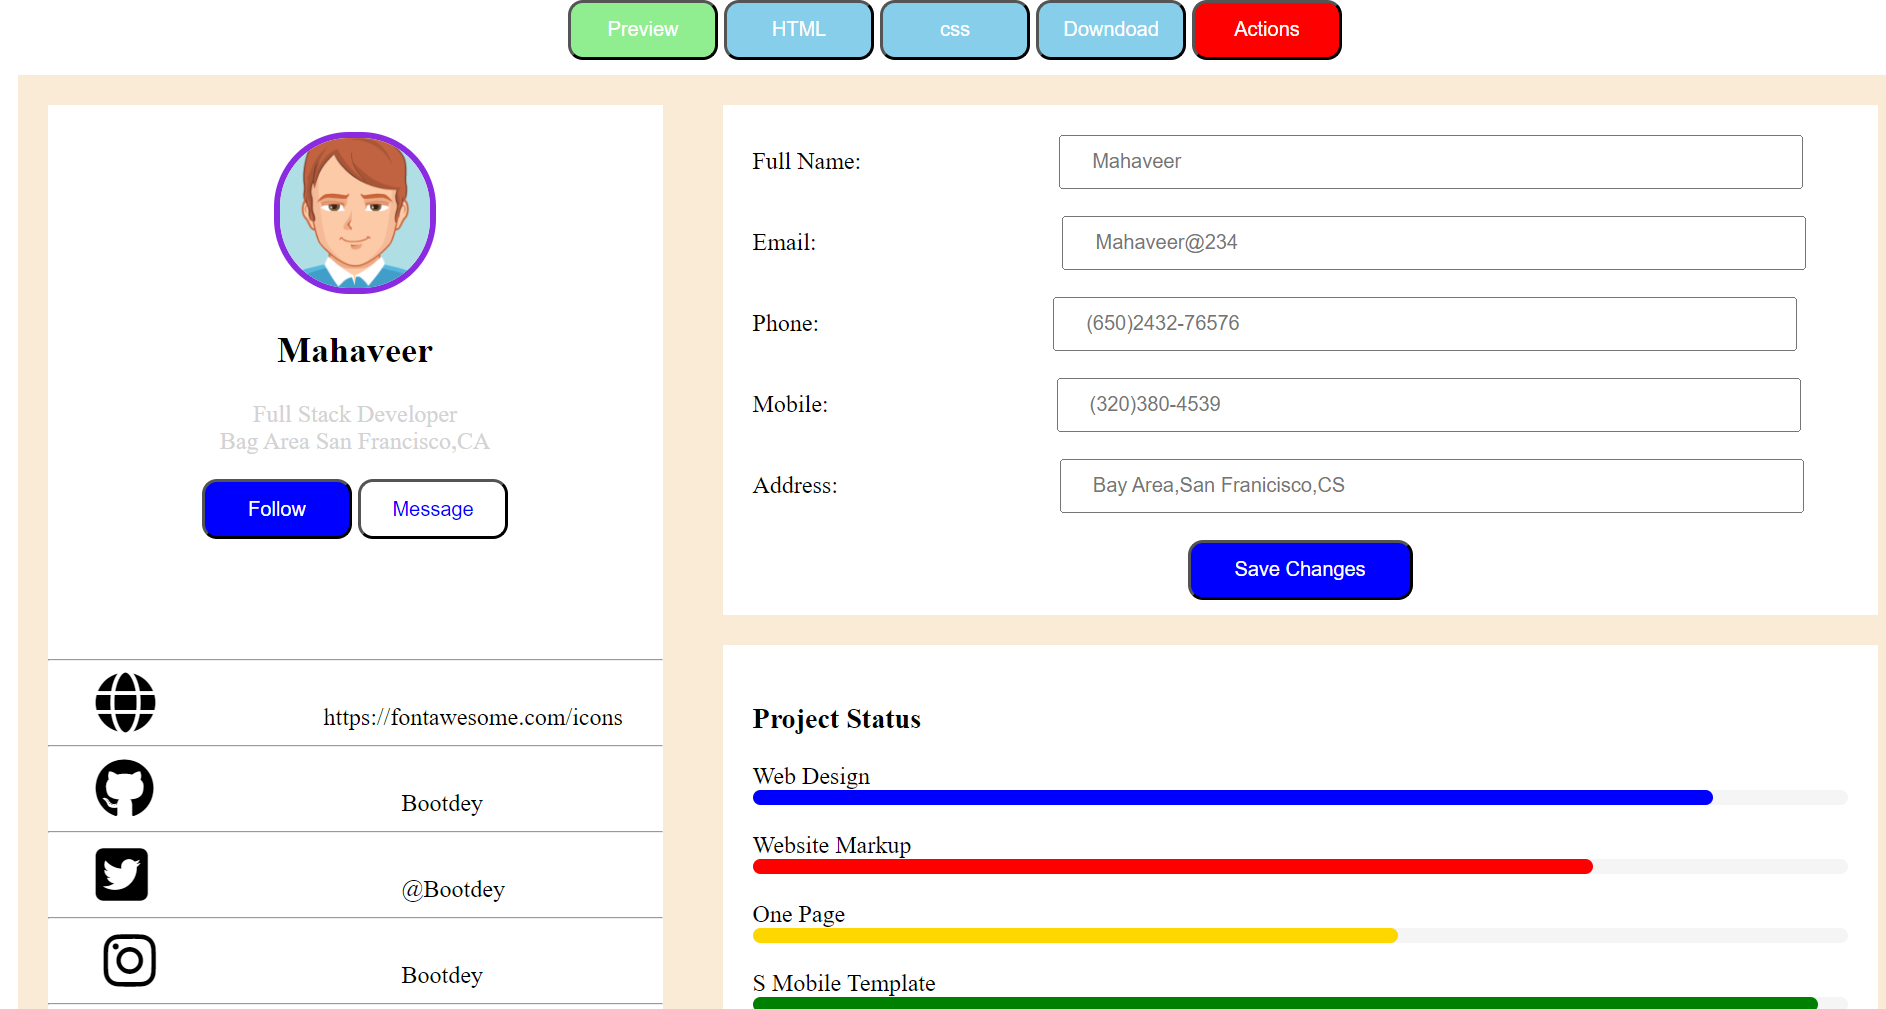 Preview HTML css Downdoad Actions
Mahaveer
Full Stack Developer
Bag Area San Francisco,CA
Follow Message
https://fontawesome.com/icons
Bootdey
@Bootdey
Bootdey
Full Name: Mahaveer
Email: Mahaveer@234
Phone: (650)2432-76576
Mobile: (320)380-4539
Address: Bay Area,San Franicisco,CS
Save Changes
Project Status
Web Design
Website Markup
One Page
S Mobile Template